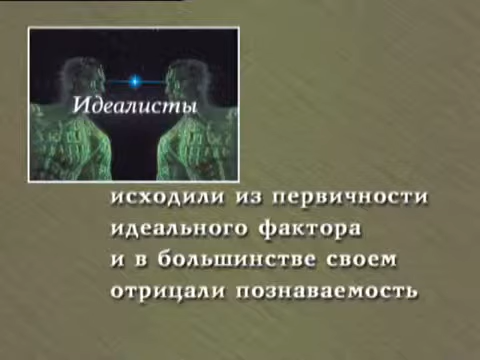 Идеалисты
исходили из первичности
идеального фактора
и в большинстве своем
отрицали познаваемость